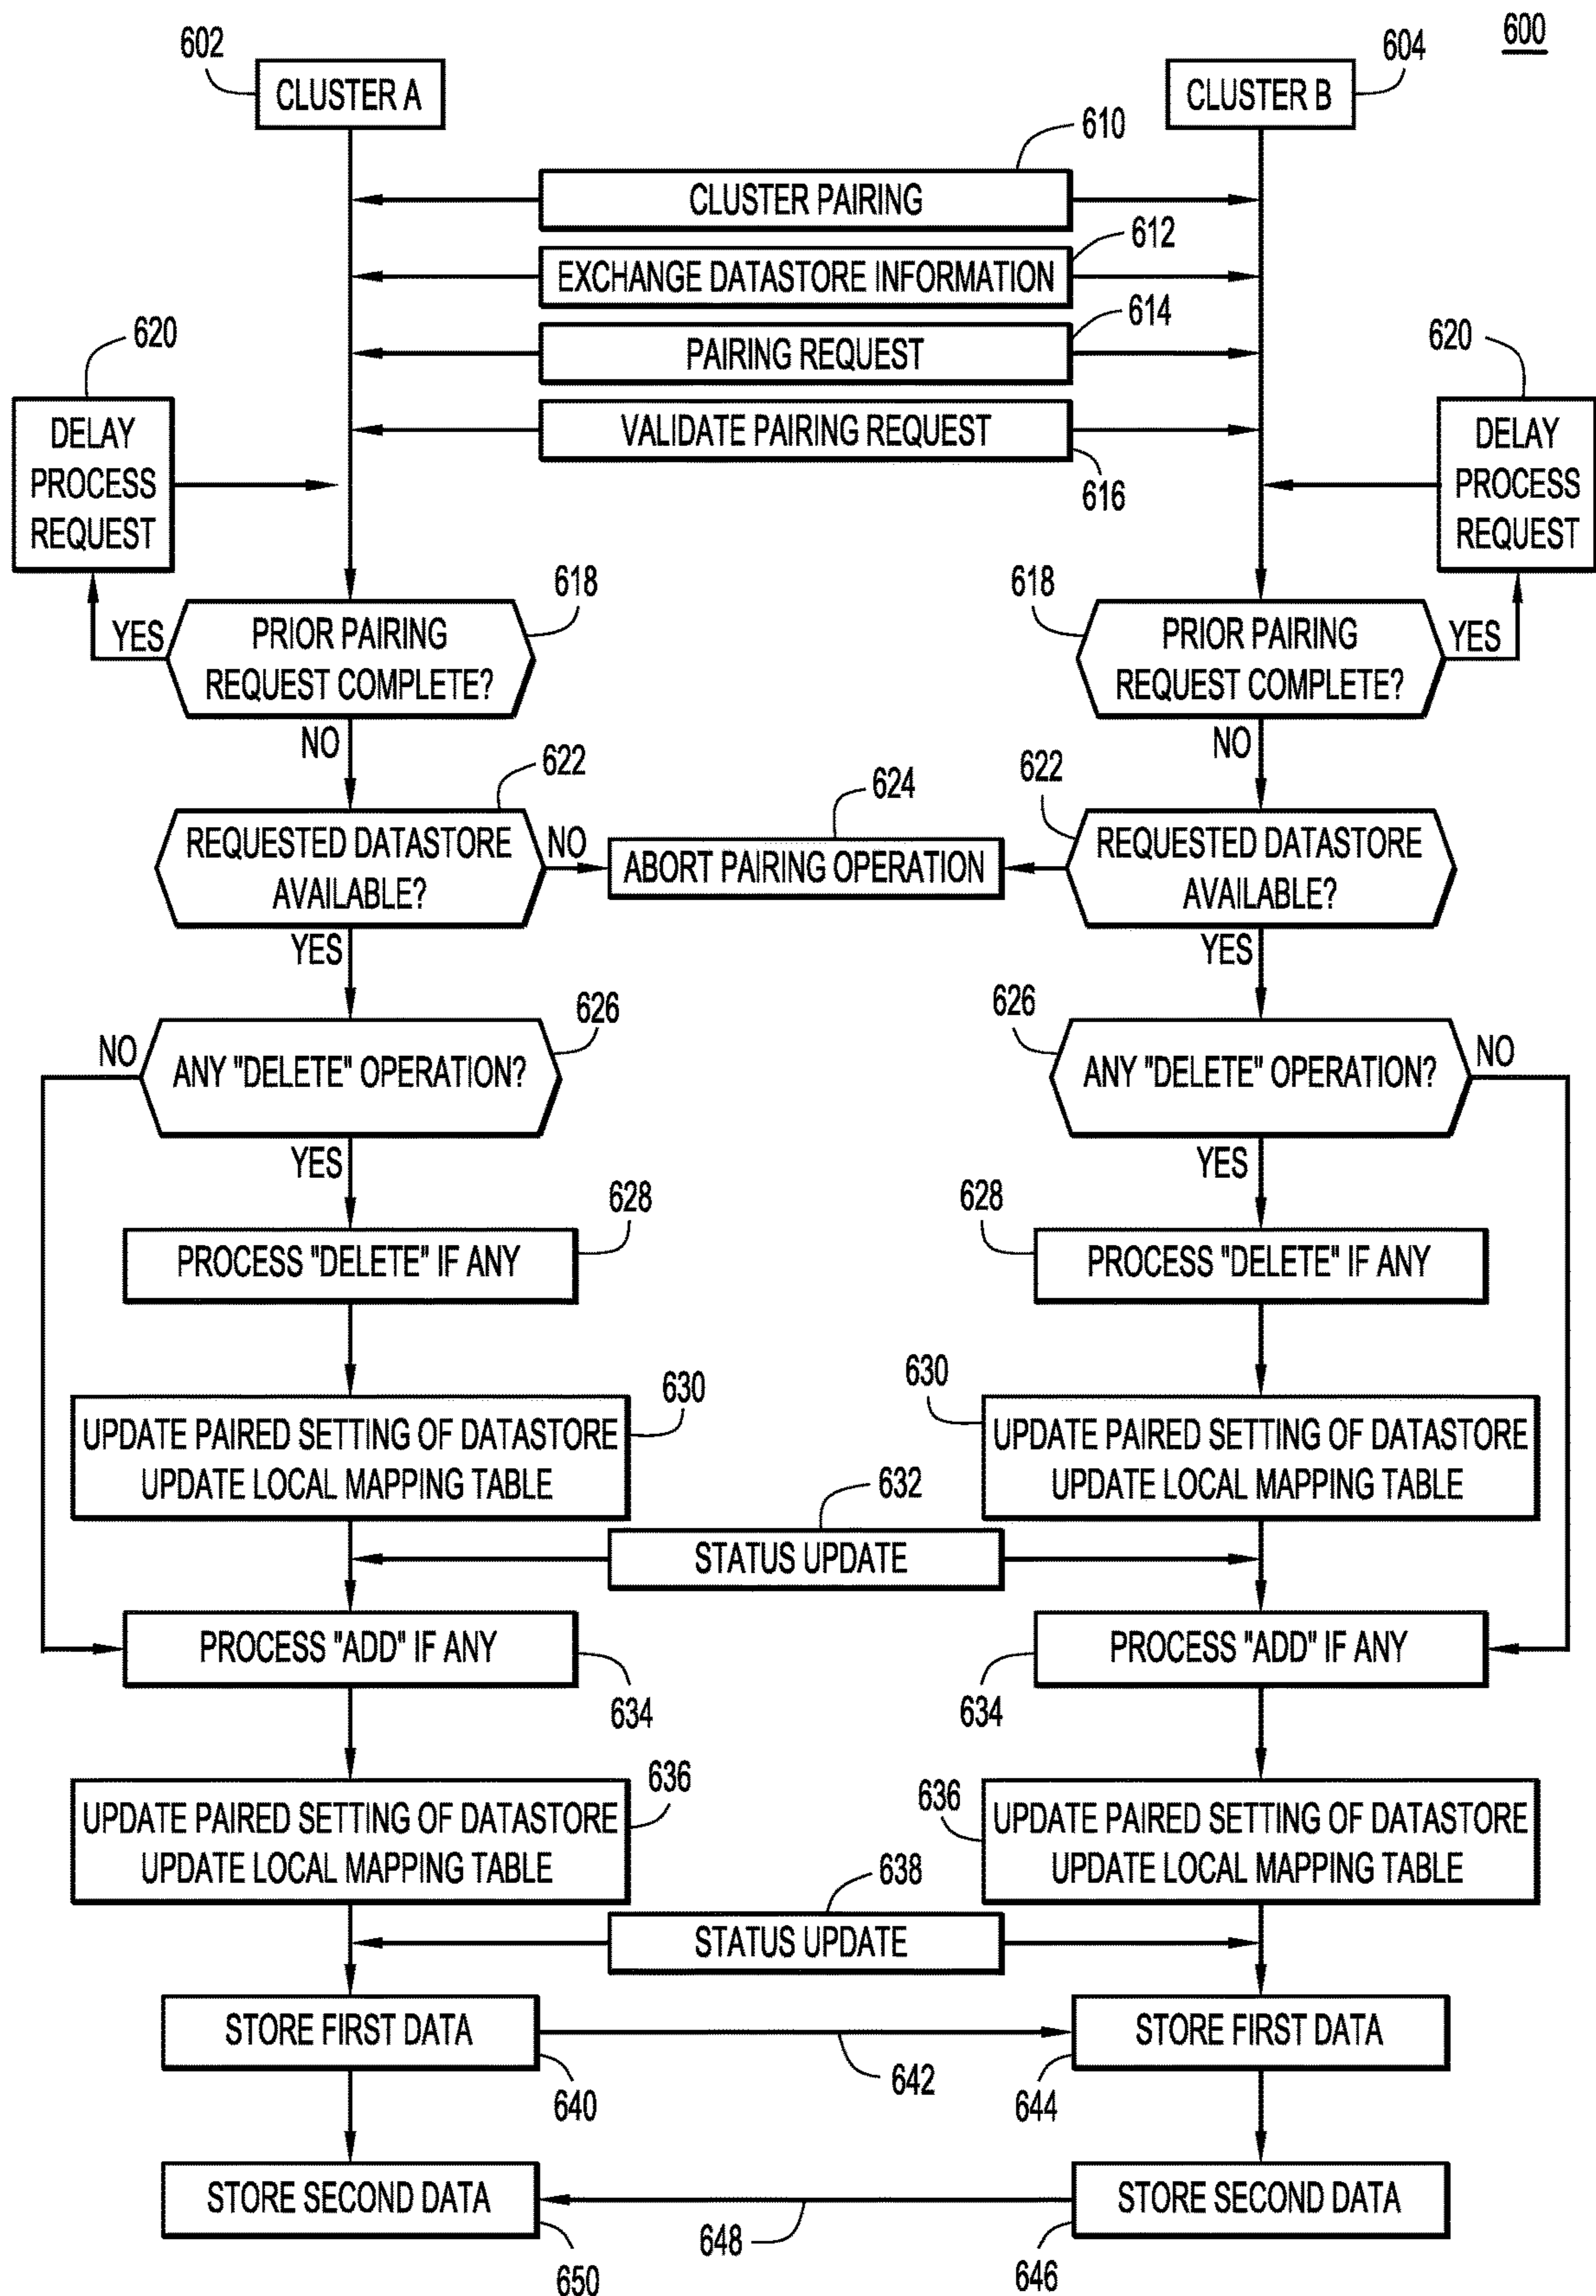 600
602
604
CLUSTER A
CLUSTER B
610
CLUSTER PAIRING
612
EXCHANGE DATASTORE INFORMATION
614
PAIRING REQUEST
VALIDATE PAIRING REQUEST
616
620
DELAY
PROCESS
REQUEST
620
DELAY
PROCESS
REQUEST
618
YES
PRIOR PAIRING
REQUEST COMPLETE?
NO
618
PRIOR PAIRING
REQUEST COMPLETE?
YES
NO
622
REQUESTED DATASTORE
AVAILABLE?
NO
YES
624
ABORT PAIRING OPERATION
622
REQUESTED DATASTORE
AVAILABLE?
YES
626
NO
ANY "DELETE" OPERATION?
YES
626
ANY "DELETE" OPERATION?
NO
YES
628
PROCESS "DELETE" IF ANY
628
PROCESS "DELETE" IF ANY
630
UPDATE PAIRED SETTING OF DATASTORE
UPDATE LOCAL MAPPING TABLE
630
UPDATE PAIRED SETTING OF DATASTORE
UPDATE LOCAL MAPPING TABLE
632
STATUS UPDATE
PROCESS "ADD" IF ANY
634
PROCESS "ADD" IF ANY
634
636
UPDATE PAIRED SETTING OF DATASTORE
UPDATE LOCAL MAPPING TABLE
636
UPDATE PAIRED SETTING OF DATASTORE
UPDATE LOCAL MAPPING TABLE
638
STATUS UPDATE
STORE FIRST DATA
640
642
STORE FIRST DATA
644
STORE SECOND DATA
650
648
STORE SECOND DATA
646